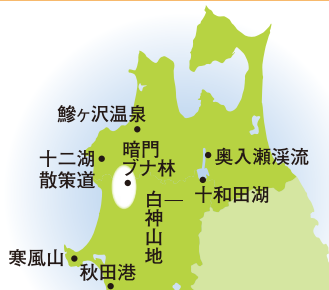 鰺ヶ沢温泉
十二湖
散策道
暗門
ブナ林
奥入瀬渓流
十和田湖
白神山地
寒風山
秋田港